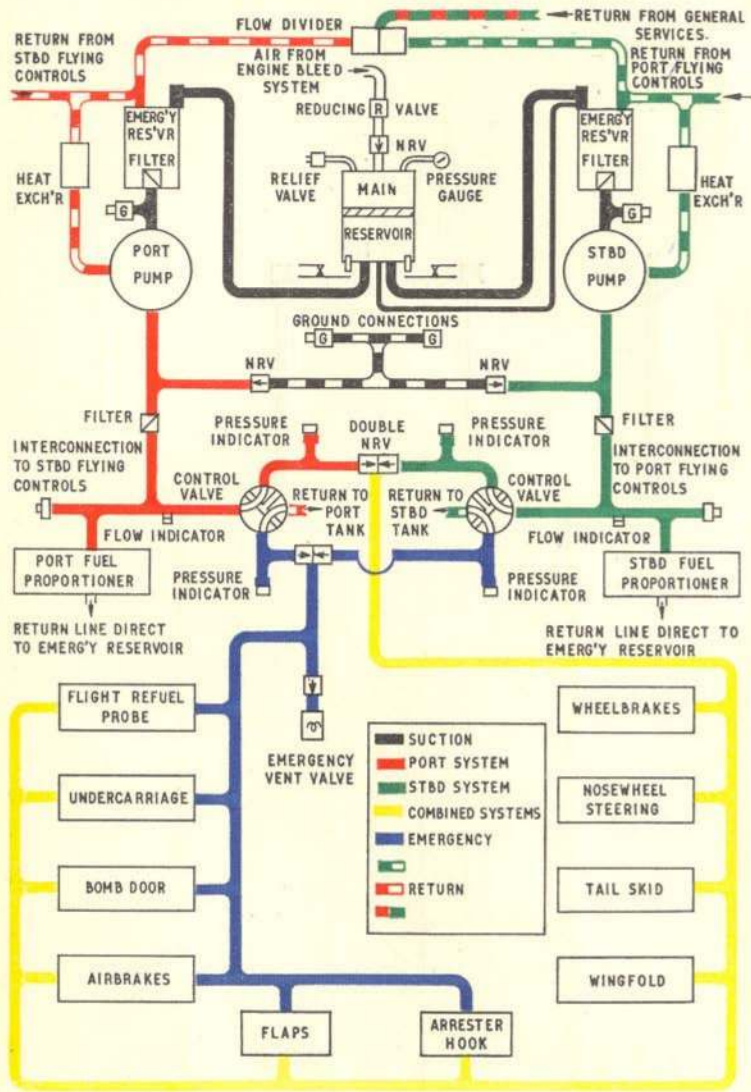 FLOW DIVIDER
RETURN FROM GENERAL
SERVICES.
RETURN FROM
STBD FLYING
CONTROLS
AIR FROM
ENGINE BLEED
SYSTEM
RETURN FROM
PORT FLYING
CONTROLS
REDUCING R VALVE
EMERG'Y
RES'VR
FILTER
NRV
EMERG'Y
RES'VR
FILTER
HEAT
EXCH'R
RELIEF
VALVE
MAIN
RESERVOIR
PRESSURE
GAUGE
HEAT
EXCH'R
G
G
PORT
PUMP
STBD
PUMP
GROUND CONNECTIONS
G
G
NRV
NRV
FILTER
FILTER
PRESSURE
INDICATOR
DOUBLE
NRV
PRESSURE
INDICATOR
INTERCONNECTION
TO STBD FLYING
CONTROLS
INTERCONNECTION
TO PORT FLYING
CONTROLS
CONTROL
VALVE
CONTROL
VALVE
RETURN TO
PORT
TANK
RETURN TO
STBD
TANK
FLOW INDICATOR
FLOW INDICATOR
PORT FUEL
PROPORTIONER
PRESSURE
INDICATOR
PRESSURE
INDICATOR
STBD FUEL
PROPORTIONER
RETURN LINE DIRECT
TO EMERG'Y RESERVOIR
RETURN LINE DIRECT TO
EMERG'Y RESERVOIR
FLIGHT REFUEL
PROBE
WHEELBRAKES
EMERGENCY
VENT VALVE
SUCTION
PORT SYSTEM
STBD SYSTEM
COMBINED SYSTEMS
EMERGENCY
RETURN
UNDERCARRIAGE
NOSEWHEEL
STEERING
BOMB DOOR
TAIL SKID
AIRBRAKES
WINGFOLD
FLAPS
ARRESTER
HOOK